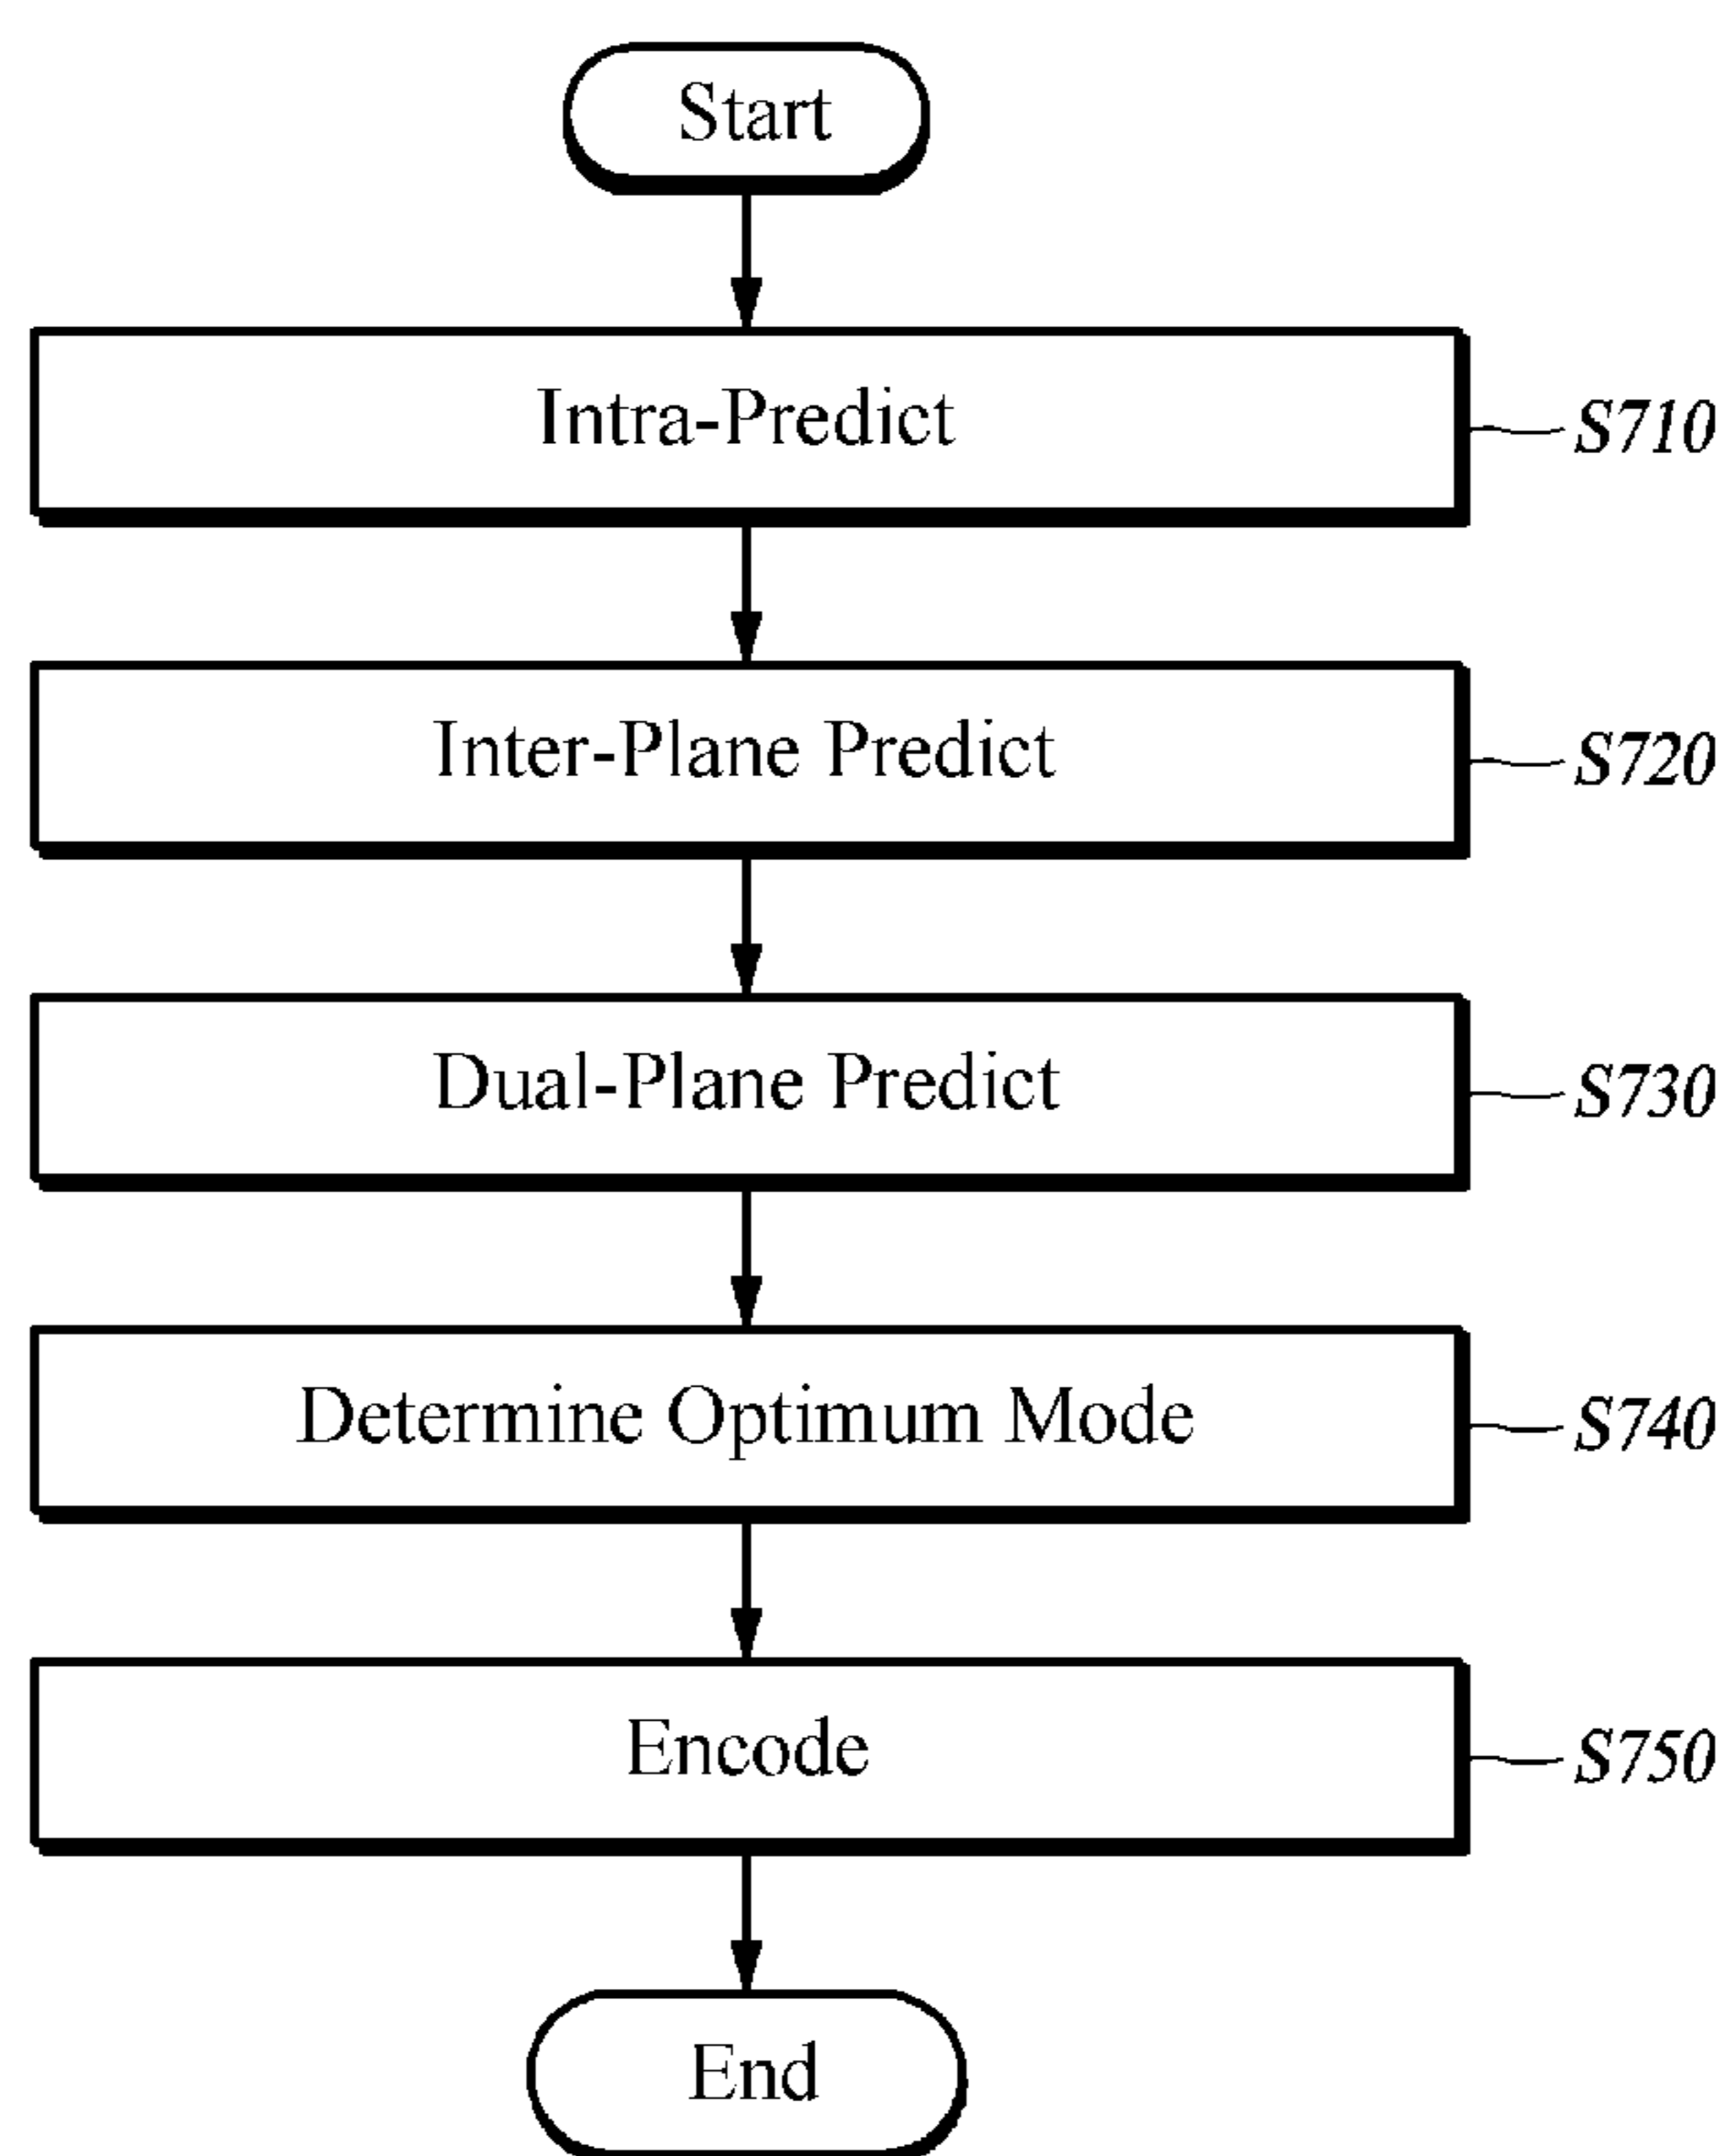 Start
Intra-Predict
S710
Inter-Plane Predict
S720
Dual-Plane Predict
S730
Determine Optimum Mode
S740
Encode
S750
End